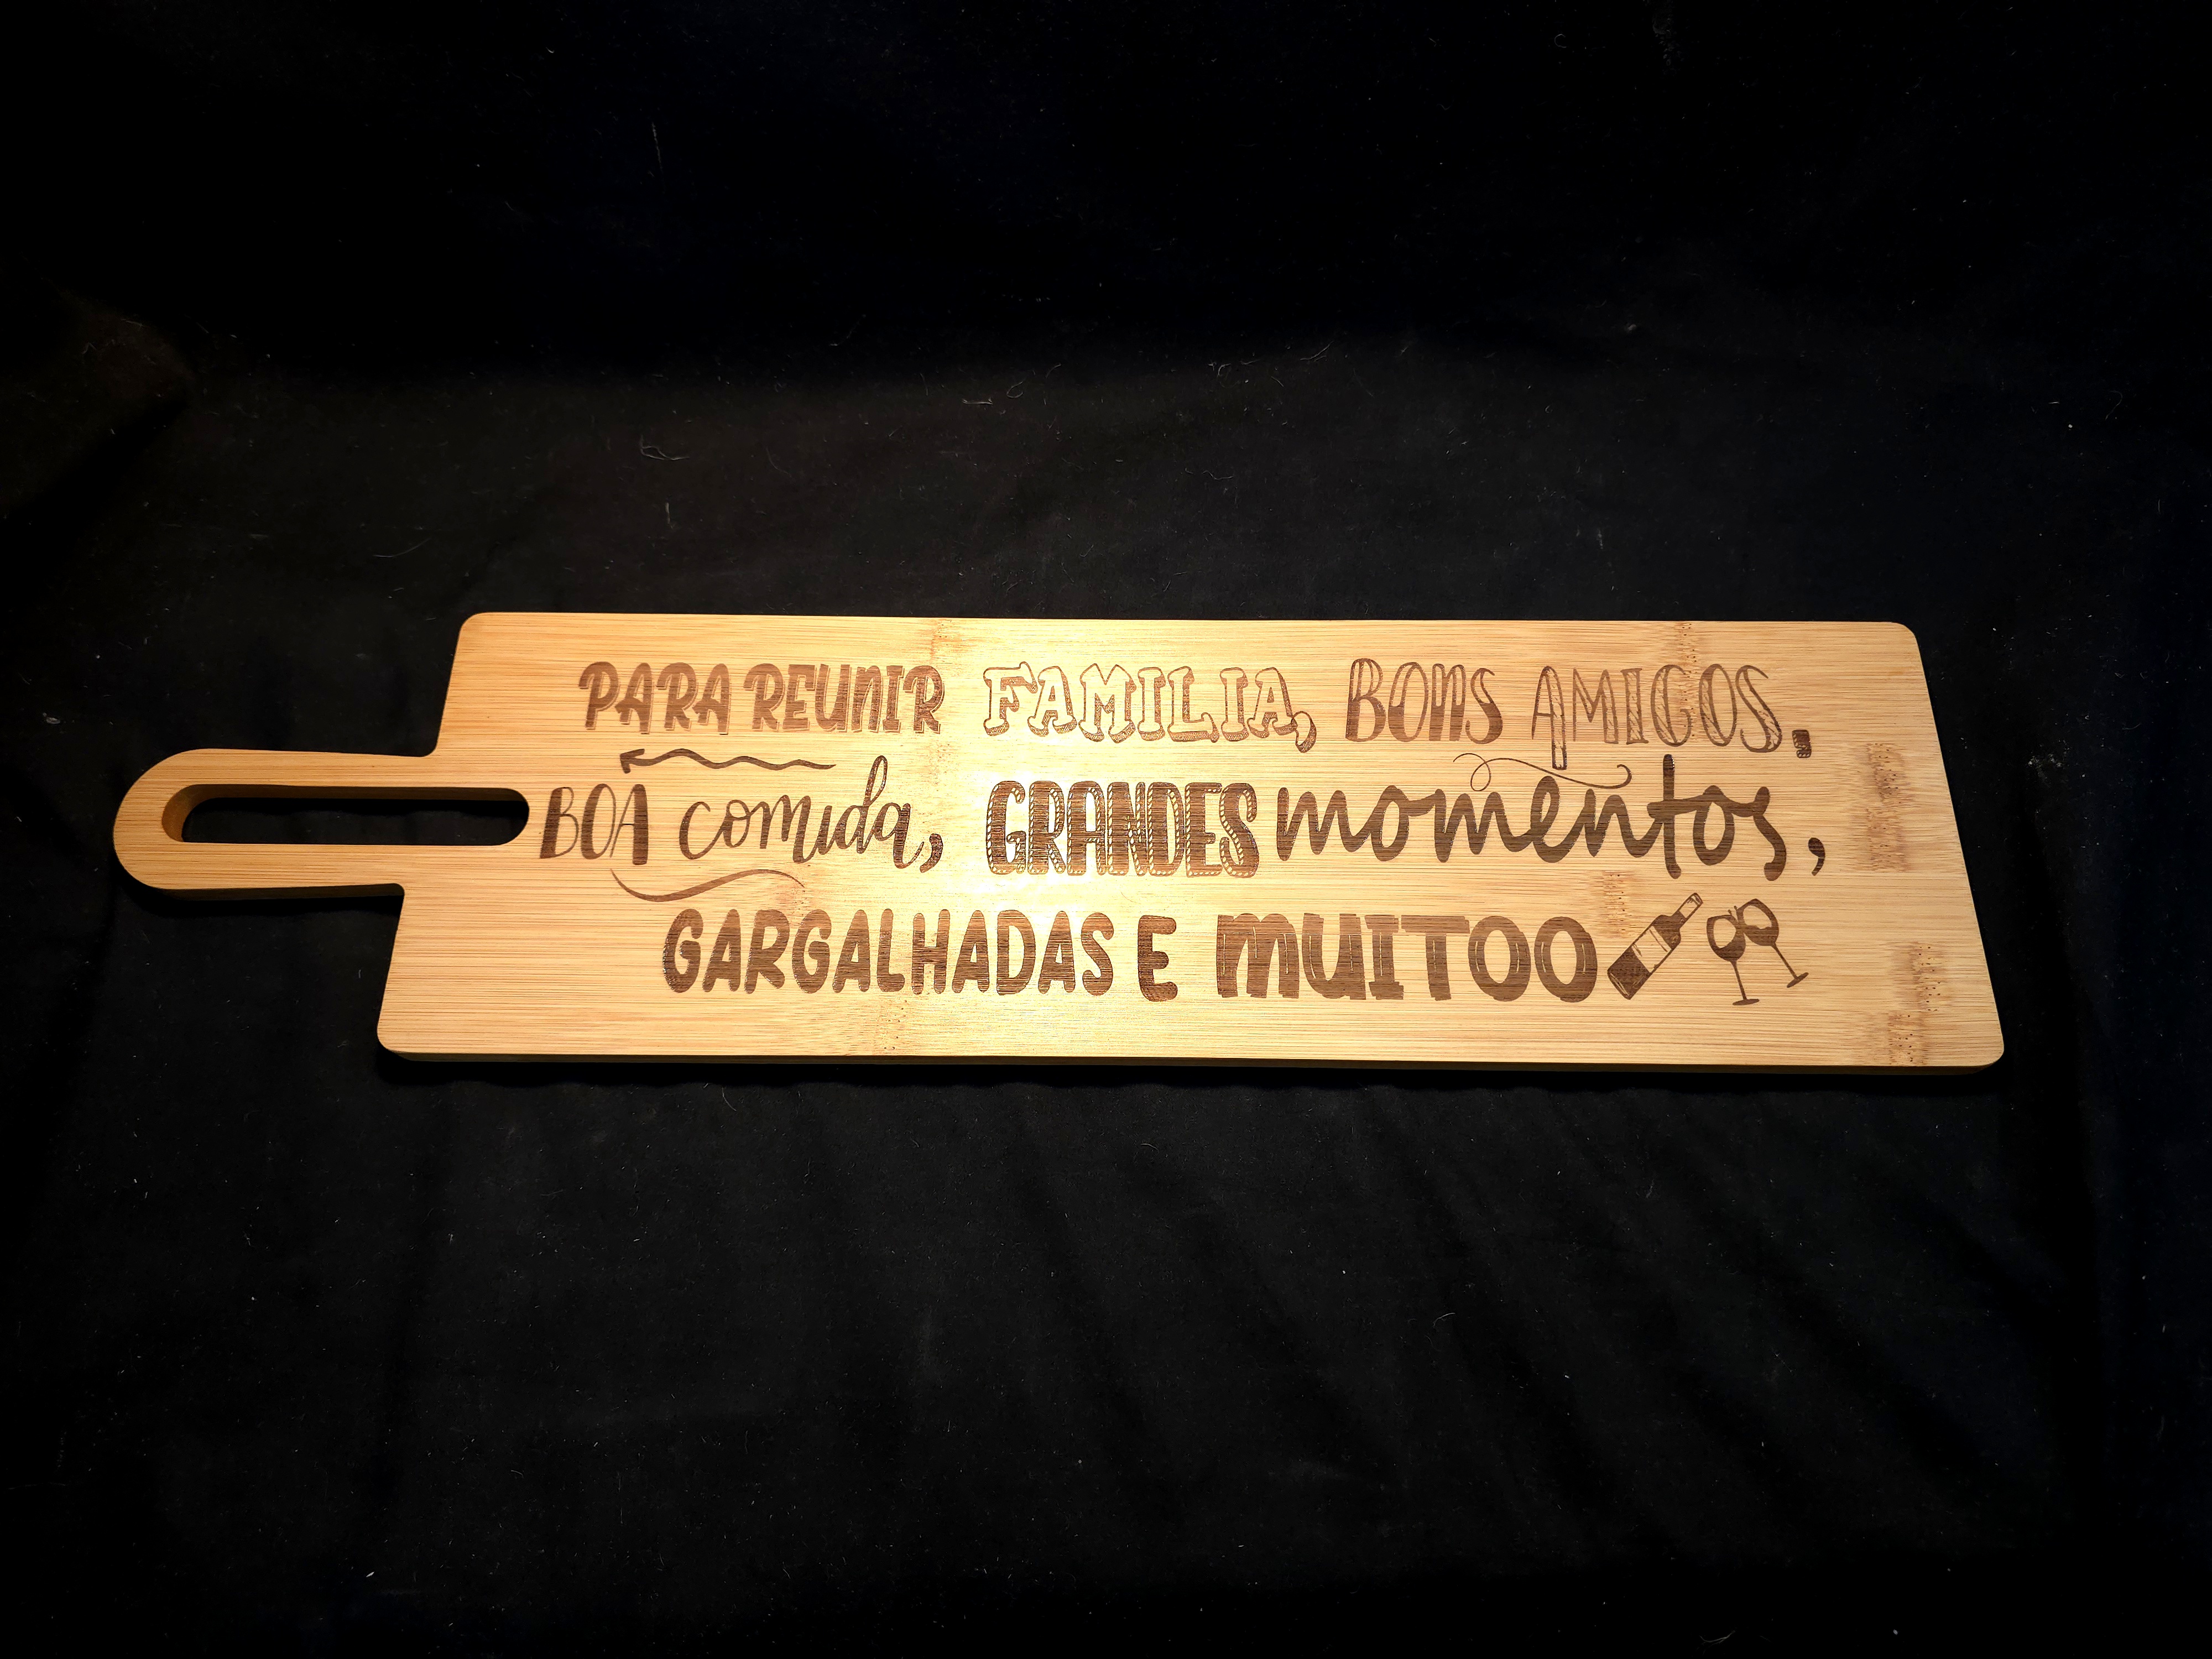 PARA REUNIR FAMILIA, BONS AMIGOS,
BOA comida, GRANDES momentos,
GARGALHADAS E MUITOO